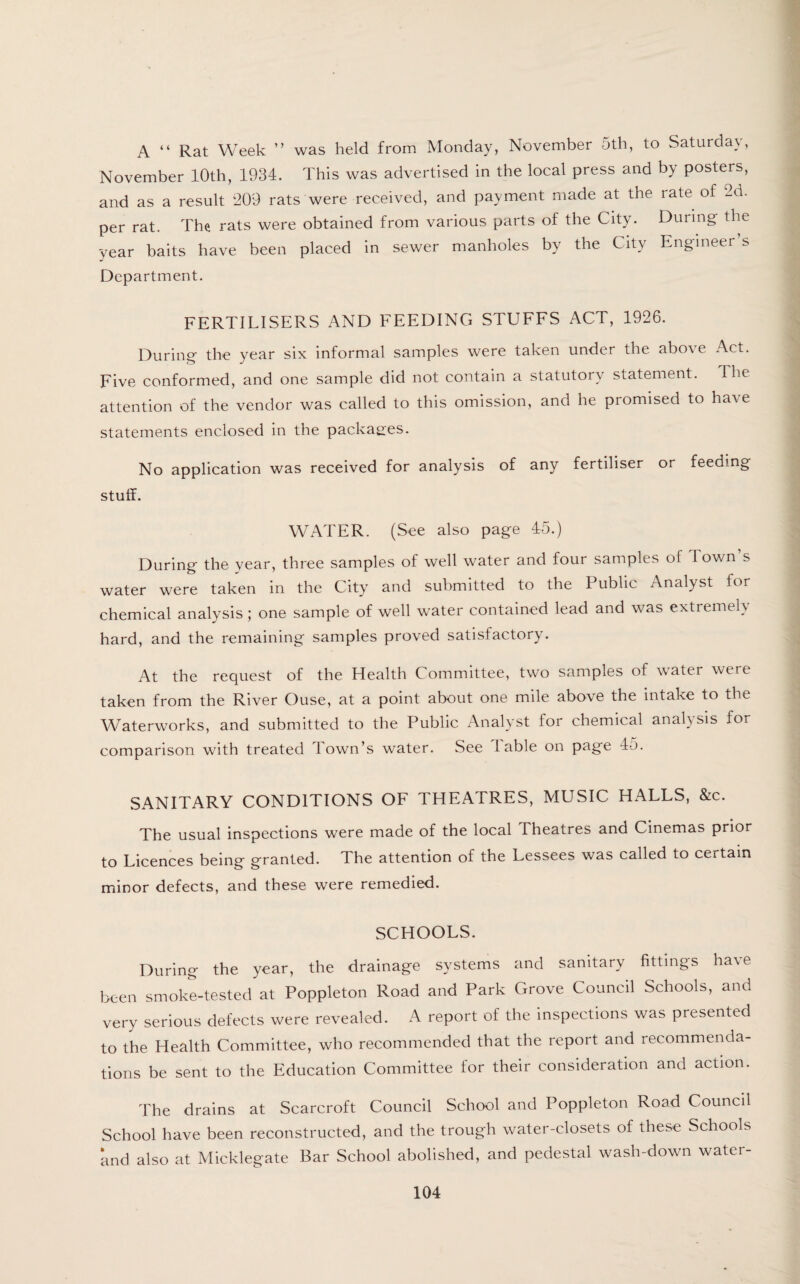 A “ Rat Week ” was held from Monday, November 5th, to Saturday,
November 10th, 1934. This was advertised in the local press and by posters,
and as a result 209 rats were received, and payment made at the rate of 2d.
per rat. The rats were obtained from various parts of the City. During the
year baits have been placed in sewer manholes by the City Engineer’s
Department.
FERTILISERS AND FEEDING STUFFS ACT, 1926.
During the year six informal samples were taken under the above Act.
Five conformed, and one sample did not contain a statutory statement. The
attention of the vendor was called to this omission, and he promised to have
statements enclosed in the packages.
No application was received for analysis of any fertiliser or feeding
stuff.
WATER. (See also page 45.)
During the year, three samples of well water and four samples of Town’s
water were taken in the City and submitted to the Public Analyst for
chemical analysis; one sample of well water contained lead and was extremely
hard, and the remaining samples proved satisfactory.
At the request of the Health Committee, two samples of water were
taken from the River Ouse, at a point about one mile above the intake to the
Waterworks, and submitted to the Public Analyst for chemical analysis for
comparison with treated Town’s water. See Table on page 45.
SANITARY CONDITIONS OF THEATRES, MUSIC HALLS, &c.
The usual inspections were made of the local Theatres and Cinemas prior
to Licences being granted. The attention of the Lessees was called to certain
minor defects, and these were remedied.
SCHOOLS.
During the year, the drainage systems and sanitary fittings have
been smoke-tested at Poppleton Road and Park Grove Council Schools, and
very serious defects were revealed. A report of the inspections was presented
to the Health Committee, who recommended that the report and recommenda-
tions be sent to the Education Committee for their consideration and action.
The drains at Scarcroft Council School and Poppleton Road Council
School have been reconstructed, and the trough water-closets of these Schools
and also at Micklegate Bar School abolished, and pedestal wash-down water-
104